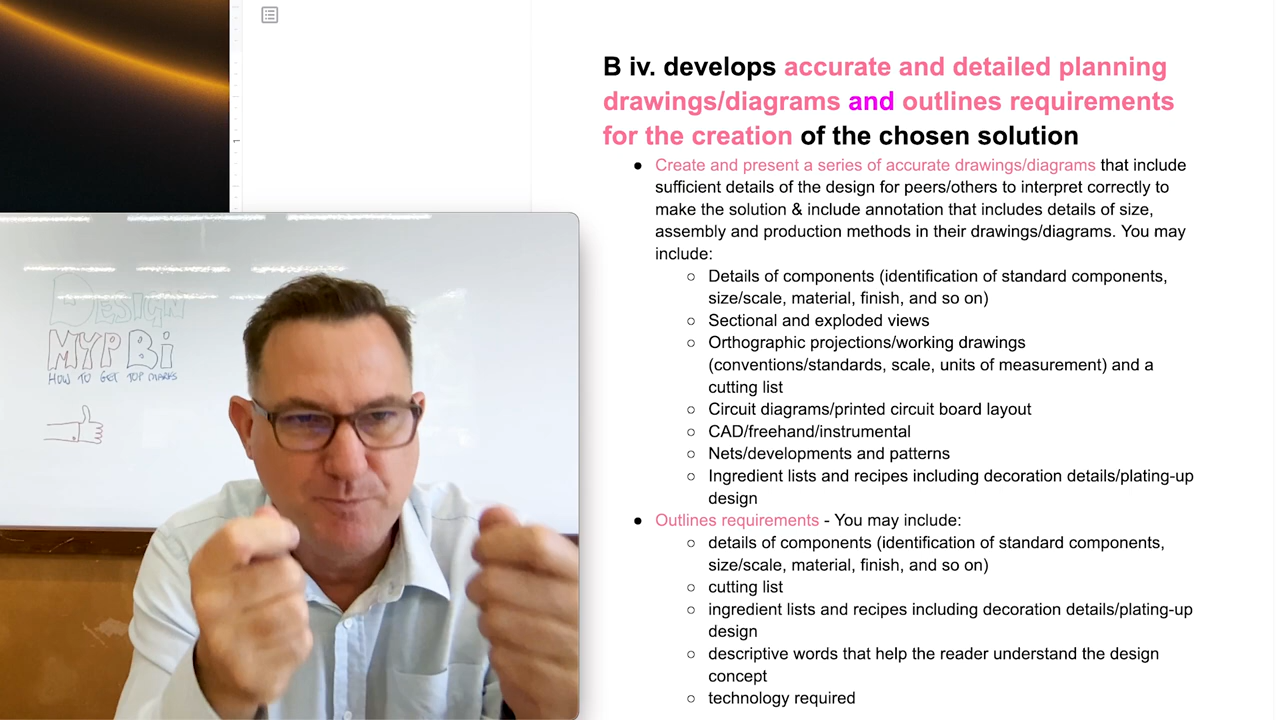 B iv. develops accurate and detailed planning
drawings/diagrams and outlines requirements
for the creation of the chosen solution
● Create and present a series of accurate drawings/diagrams that include
sufficient details of the design for peers/others to interpret correctly to
make the solution & include annotation that includes details of size,
assembly and production methods in their drawings/diagrams. You may
include:
○ Details of components (identification of standard components,
size/scale, material, finish, and so on)
○ Sectional and exploded views
○ Orthographic projections/working drawings
(conventions/standards, scale, units of measurement) and a
cutting list
○ Circuit diagrams/printed circuit board layout
○ CAD/freehand/instrumental
○ Nets/developments and patterns
○ Ingredient lists and recipes including decoration details/plating-up
design
● Outlines requirements - You may include:
○ details of components (identification of standard components,
size/scale, material, finish, and so on)
○ cutting list
○ ingredient lists and recipes including decoration details/plating-up
design
○ descriptive words that help the reader understand the design
concept
○ technology required
1
DESIGN
MYP Bi
HOW TO GET TOP MARKS